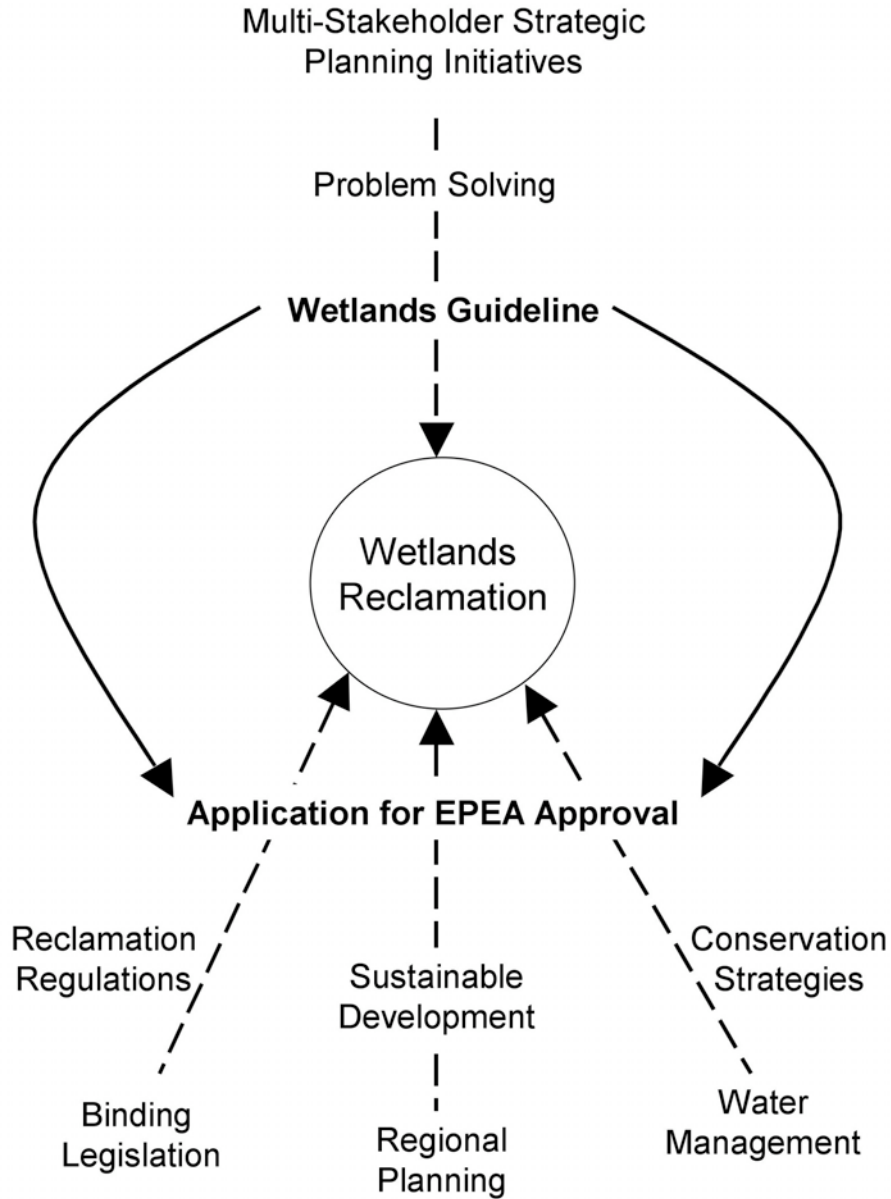 Multi-Stakeholder Strategic
Planning Initiatives
Problem Solving
Wetlands Guideline
Wetlands
Reclamation
Application for EPEA Approval
Reclamation
Regulations
Sustainable
Development
Conservation
Strategies
Binding
Legislation
Regional
Planning
Water
Management